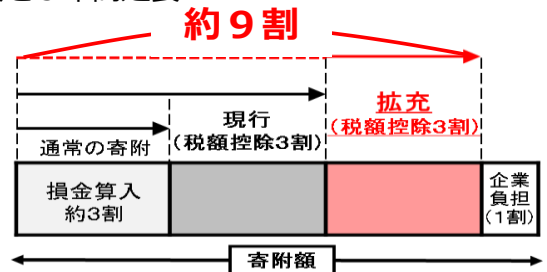 約９割
現行
(税額控除3割)
拡充
(税額控除3割)
通常の寄附
損金算入
約3割
企業
負担
(1割)
寄附額